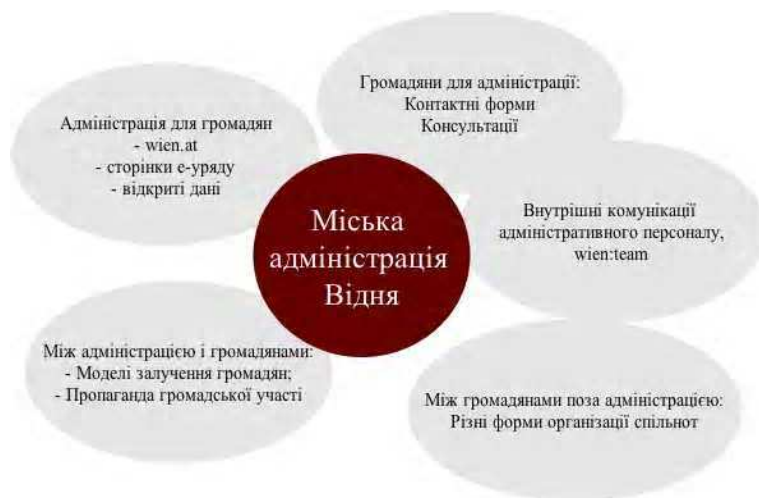 Громадяни для адміністрації:
Контактні форми
Консультації
Адміністрація для громадян
- wien.at
- сторінки е-уряду
- відкриті дані
Міська
адміністрація
Відня
Внутрішні комунікації
адміністративного персоналу,
wien:team
Між адміністрацією і громадянами:
- Моделі залучення громадян;
- Пропаганда громадської участі
Між громадянами поза адміністрацією:
Різні форми організації спільнот